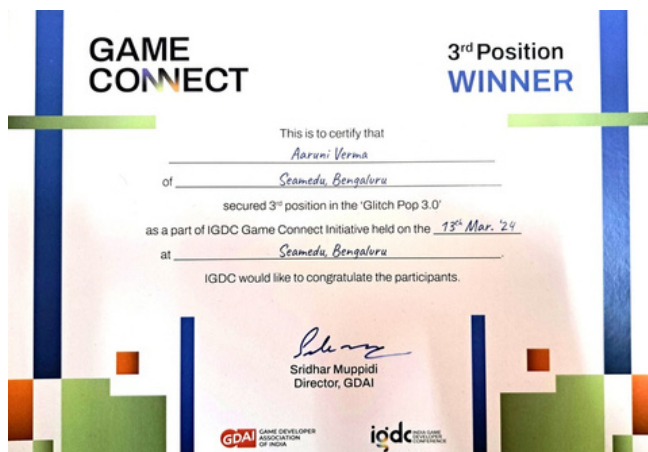 GAME
CONNECT
3rd Position
WINNER
This is to certify that
Aaruni Verma
of Seamedu, Bengaluru
secured 3rd position in the 'Glitch Pop 3.0'
as a part of IGDC Game Connect Initiative held on the 13th Mar. '24
at Seamedu, Bengaluru.
IGDC would like to congratulate the participants.
Sridhar Muppidi
Director, GDAI
GDAI GAME DEVELOPER
ASSOCIATION
OF INDIA
igdc INDIA GAME
DEVELOPER
CONFERENCE